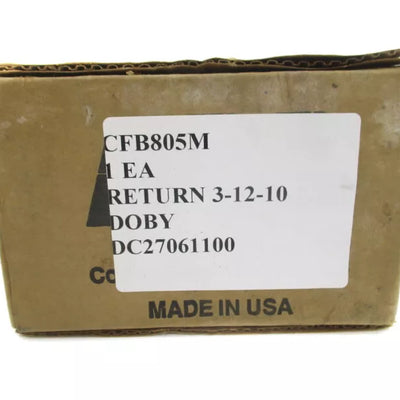 CFB805M
1 EA
RETURN 3-12-10
DOBY
DC27061100
MADE IN USA